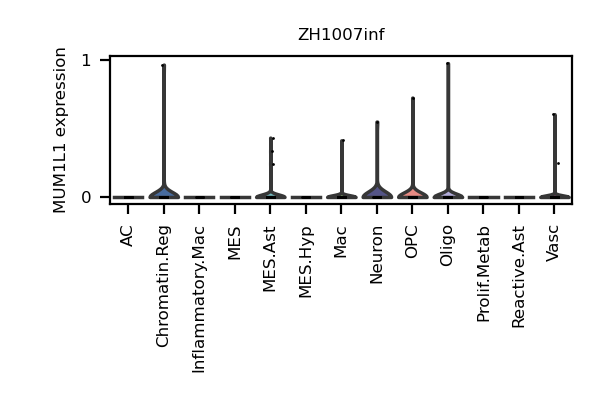 ZH1007inf
MUM1L1 expression
1
0
AC
Chromatin.Reg
Inflammatory.Mac
MES
MES.Ast
MES.Hyp
Mac
Neuron
OPC
Oligo
Prolif.Metab
Reactive.Ast
Vasc